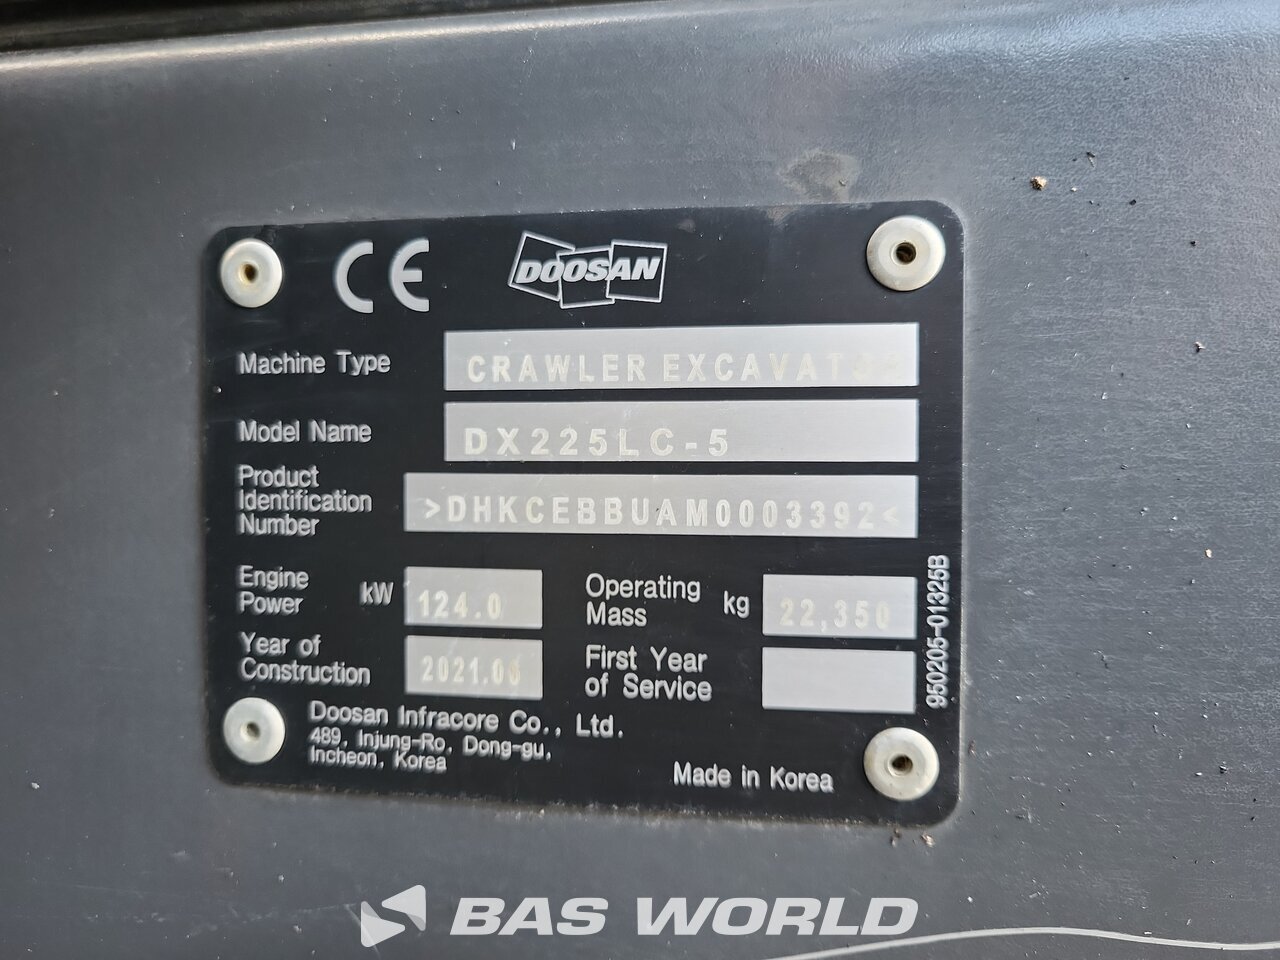 CE
DOOSAN
Machine Type CRAWLER EXCAVATOR
Model Name DX225LC-5
Product
Identification
Number >DHKCEBBUAM0003392<
Engine
Power kW 124.0
Operating
Mass kg 22,350
Year of
Construction 2021.06
First Year
of Service
950205-01325B
Doosan Infracore Co., Ltd.
489, Injung-Ro, Dong-gu,
Incheon, Korea
Made in Korea
BAS WORLD